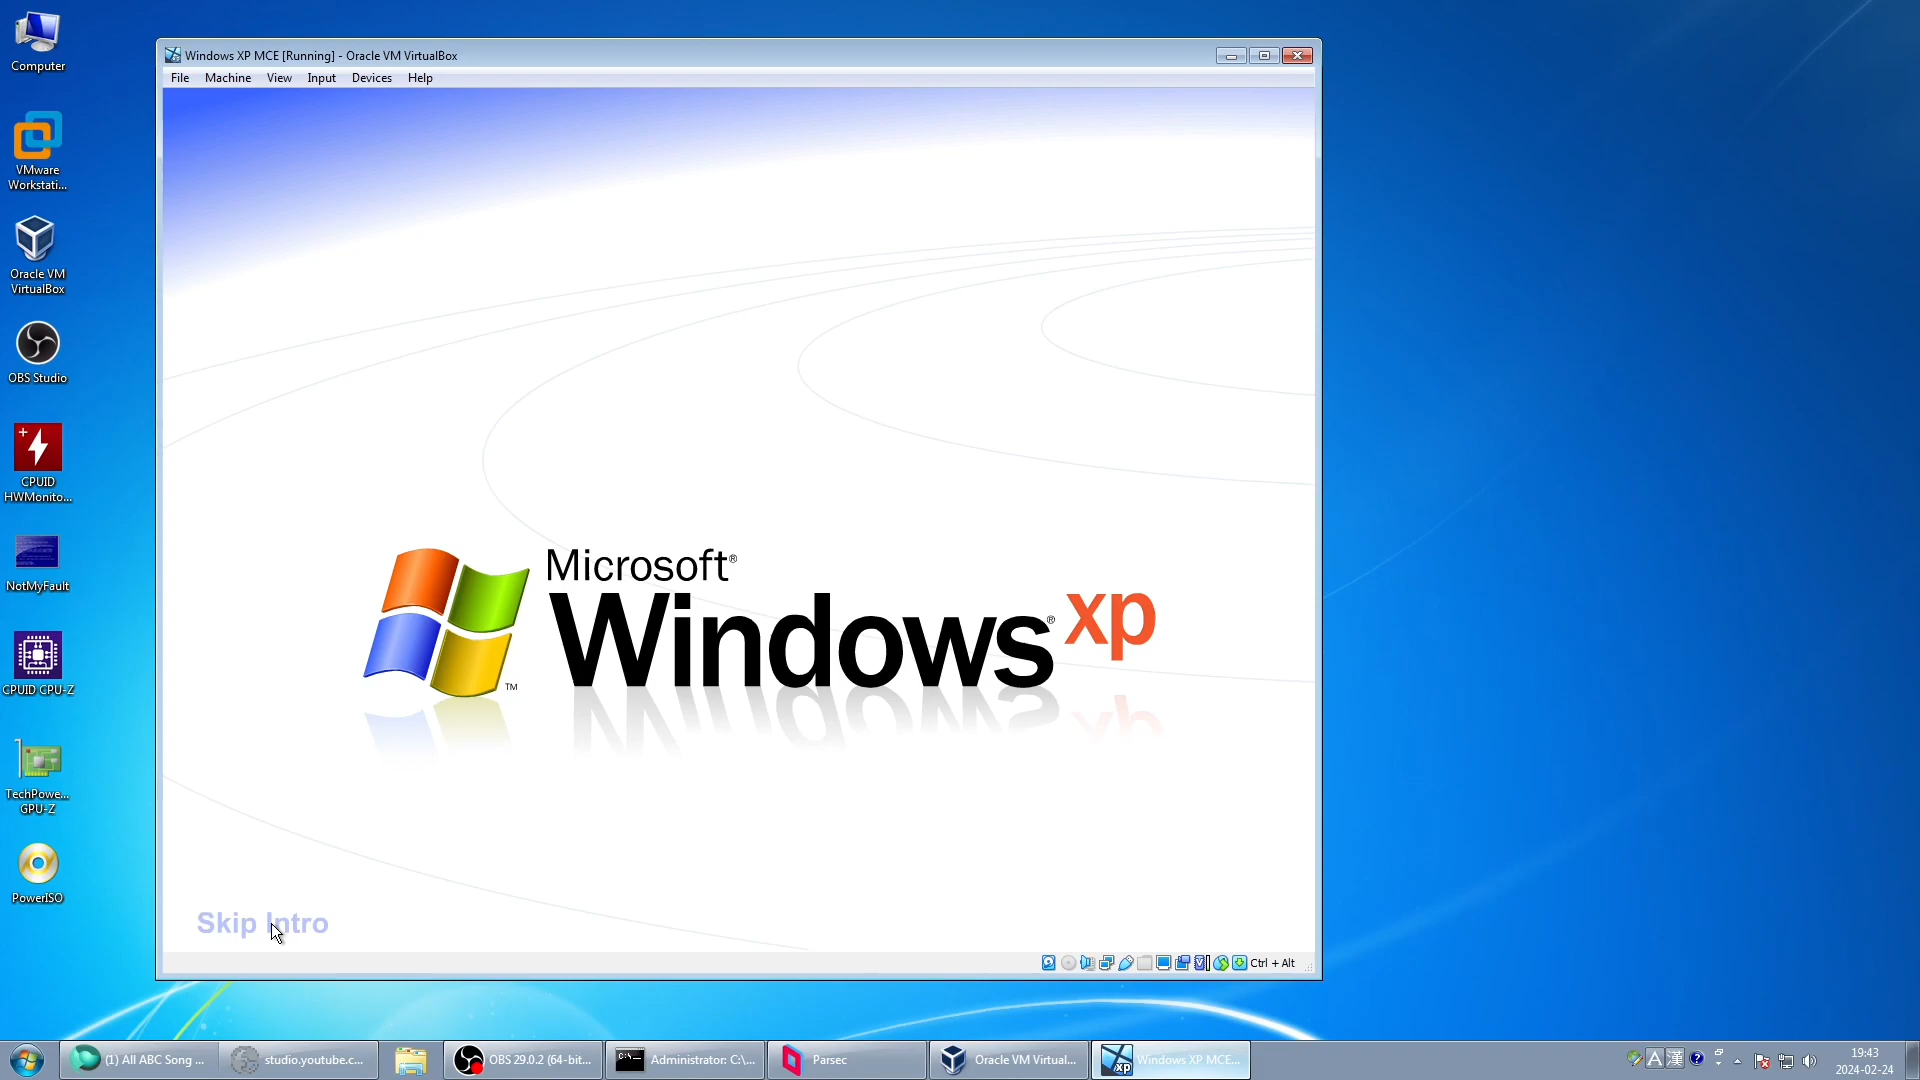 Computer
VMware
Workstati...
Oracle VM
VirtualBox
OBS Studio
CPUID
HWMonito...
NotMyFault
CPUID CPU-Z
TechPowe...
GPU-Z
PowerISO
Windows XP MCE [Running] - Oracle VM VirtualBox
File Machine View Input Devices Help
Microsoft®
Windows® xp
TM
Skip Intro
Ctrl + Alt
(1) All ABC Song ...
studio.youtube.c...
OBS 29.0.2 (64-bit...
Administrator: C:\...
Parsec
Oracle VM Virtual...
Windows XP MCE...
A 漢
19:43
2024-02-24